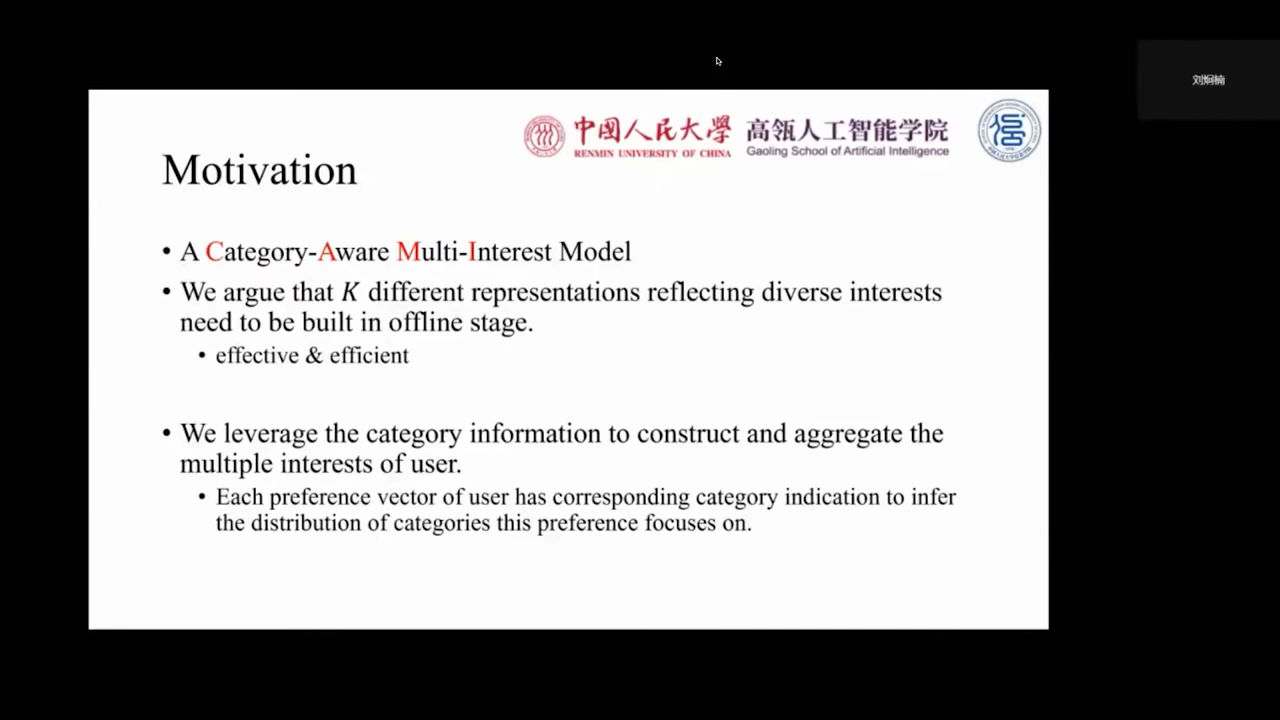 刘炯楠
中國人民大學
RENMIN UNIVERSITY OF CHINA
高瓴人工智能学院
Gaoling School of Artificial Intelligence
Motivation
• A Category-Aware Multi-Interest Model
• We argue that K different representations reflecting diverse interests
need to be built in offline stage.
• effective & efficient
• We leverage the category information to construct and aggregate the
multiple interests of user.
• Each preference vector of user has corresponding category indication to infer
the distribution of categories this preference focuses on.